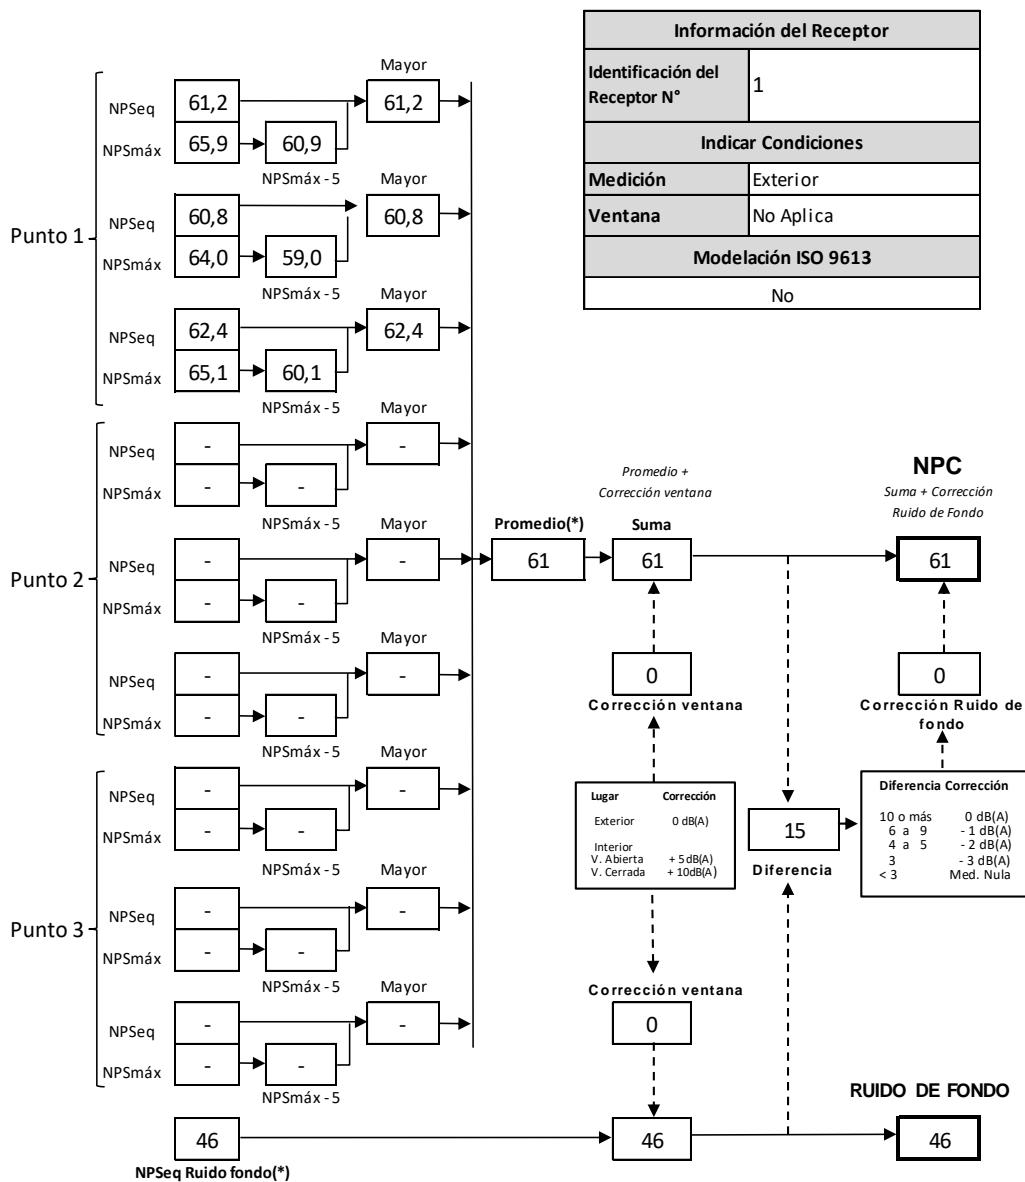 Información del Receptor
Identificación del
Receptor N°
1
Indicar Condiciones
Medición
Exterior
Ventana
No Aplica
Modelación ISO 9613
No
Punto 1
Mayor
NPSeq
61,2
61,2
NPSmáx
65,9
60,9
NPSmáx - 5
Mayor
NPSeq
60,8
60,8
NPSmáx
64,0
59,0
NPSmáx - 5
Mayor
NPSeq
62,4
62,4
NPSmáx
65,1
60,1
NPSmáx - 5
Punto 2
Mayor
NPSeq
-
-
NPSmáx
-
-
NPSmáx - 5
Mayor
NPSeq
-
-
NPSmáx
-
-
NPSmáx - 5
Mayor
NPSeq
-
-
NPSmáx
-
-
NPSmáx - 5
Punto 3
Mayor
NPSeq
-
-
NPSmáx
-
-
NPSmáx - 5
Mayor
NPSeq
-
-
NPSmáx
-
-
NPSmáx - 5
Mayor
NPSeq
-
-
NPSmáx
-
-
NPSmáx - 5
Promedio(*)
61
Promedio +
Corrección ventana
Suma
61
0
Corrección ventana
Lugar Corrección
Exterior 0 dB(A)
Interior
V. Abierta + 5dB(A)
V. Cerrada + 10dB(A)
Corrección ventana
0
NPC
Suma + Corrección
Ruido de Fondo
61
0
Corrección Ruido de
fondo
Diferencia Corrección
10 o más 0 dB(A)
6 a 9 - 1 dB(A)
4 a 5 - 2 dB(A)
3 - 3 dB(A)
< 3 Med. Nula
15
Diferencia
RUIDO DE FONDO
46
46
46
NPSeq Ruido fondo(*)